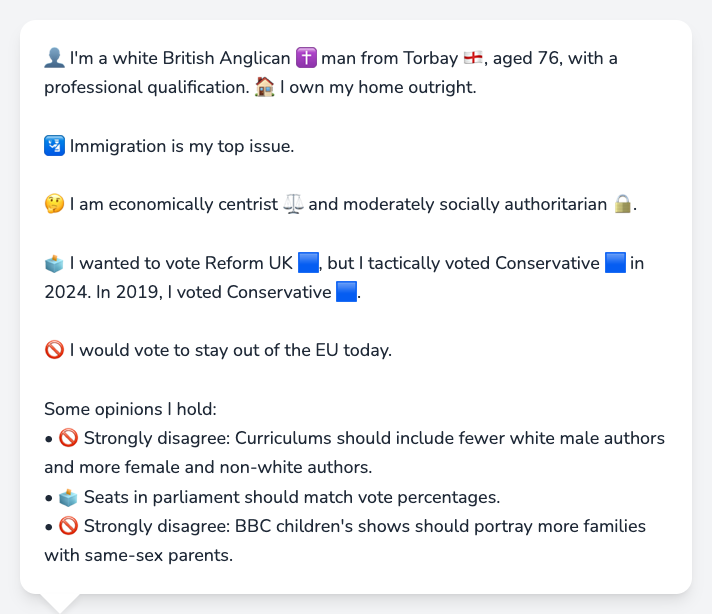 👤 I'm a white British Anglican ✝️ man from Torbay 🏴󠁧󠁢󠁥󠁮󠁧󠁿, aged 76, with a
professional qualification. 🏠 I own my home outright.
🛂 Immigration is my top issue.
🤔 I am economically centrist ⚖️ and moderately socially authoritarian 🔒.
🗳️ I wanted to vote Reform UK 🟦, but I tactically voted Conservative 🟦 in
2024. In 2019, I voted Conservative 🟦.
🚫 I would vote to stay out of the EU today.
Some opinions I hold:
• 🚫 Strongly disagree: Curriculums should include fewer white male authors
and more female and non-white authors.
• 🗳️ Seats in parliament should match vote percentages.
• 🚫 Strongly disagree: BBC children's shows should portray more families
with same-sex parents.